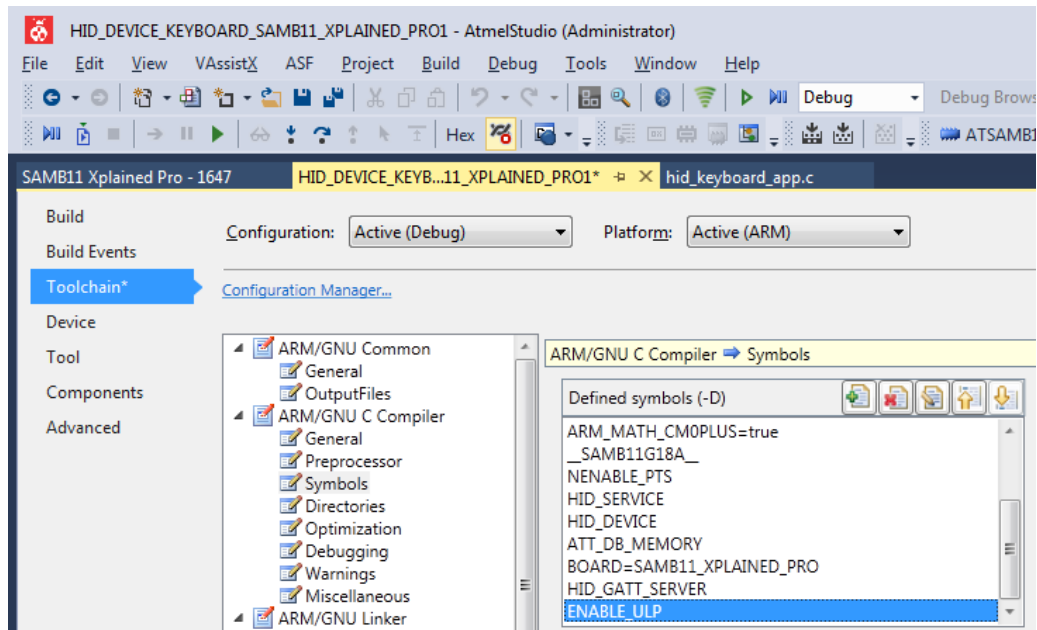 HID_DEVICE_KEYBOARD_SAMB11_XPLAINED_PRO1 - AtmelStudio (Administrator)
File Edit View VAssistX ASF Project Build Debug Tools Window Help
Debug Debug Brows
Hex ATSAMB1
SAMB11 Xplained Pro - 1647 HID_DEVICE_KEYB...11_XPLAINED_PRO1* hid_keyboard_app.c
Build
Configuration: Active (Debug) Platform: Active (ARM)
Build Events
Toolchain*
Configuration Manager...
Device
Tool
Components
Advanced
ARM/GNU Common
General
OutputFiles
ARM/GNU C Compiler
General
Preprocessor
Symbols
Directories
Optimization
Debugging
Warnings
Miscellaneous
ARM/GNU Linker
ARM/GNU C Compiler Symbols
Defined symbols (-D)
ARM_MATH_CM0PLUS=true
__SAMB11G18A__
NENABLE_PTS
HID_SERVICE
HID_DEVICE
ATT_DB_MEMORY
BOARD=SAMB11_XPLAINED_PRO
HID_GATT_SERVER
ENABLE_ULP